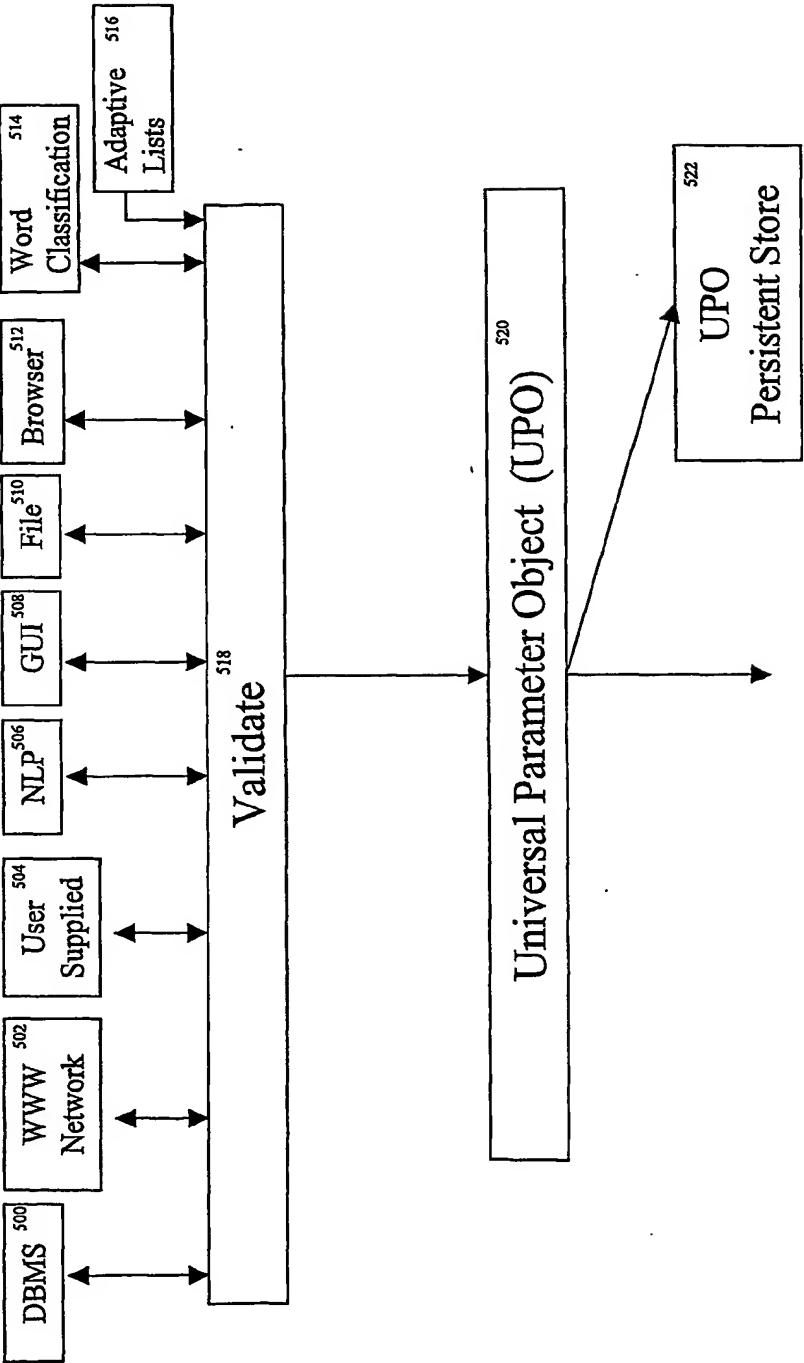 DBMS 500
WWW 502
Network
User 504
Supplied
NLP 506
GUI 508
File 510
Browser 512
Word 514
Classification
Adaptive 516
Lists
Validate 518
Universal Parameter Object (UPO) 520
UPO 522
Persistent Store